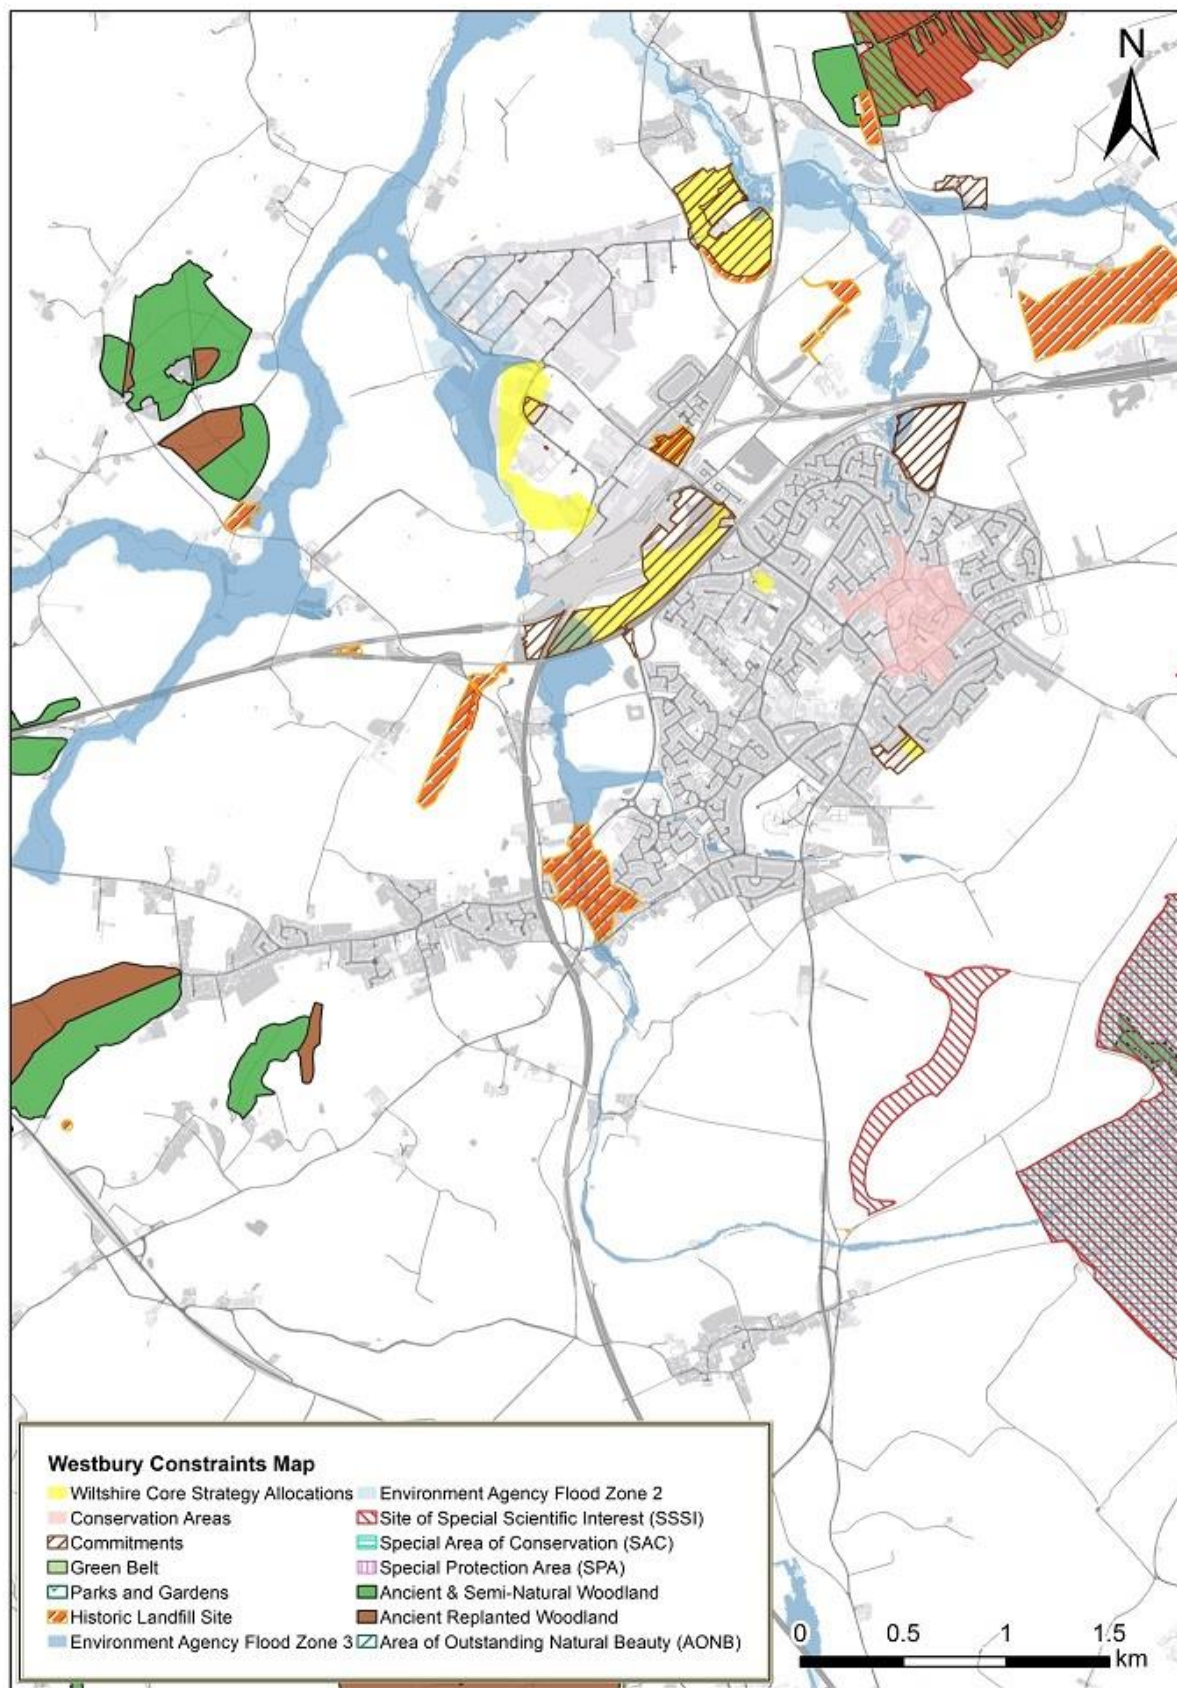 N
Westbury Constraints Map
Wiltshire Core Strategy Allocations
Conservation Areas
Commitments
Green Belt
Parks and Gardens
Historic Landfill Site
Environment Agency Flood Zone 3
Environment Agency Flood Zone 2
Site of Special Scientific Interest (SSSI)
Special Area of Conservation (SAC)
Special Protection Area (SPA)
Ancient & Semi-Natural Woodland
Ancient Replanted Woodland
Area of Outstanding Natural Beauty (AONB)
0 0.5 1 1.5
km